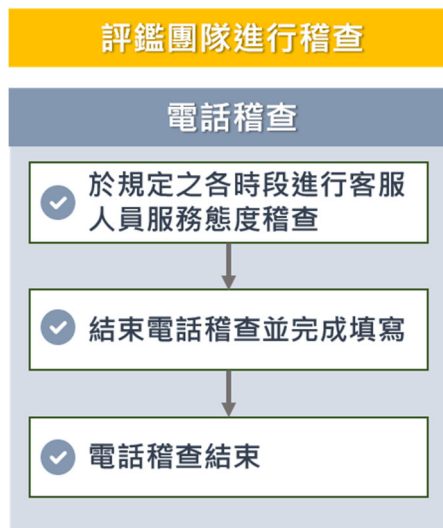 評鑑團隊進行稽查
電話稽查
於規定之各時段進行客服
人員服務態度稽查
結束電話稽查並完成填寫
電話稽查結束